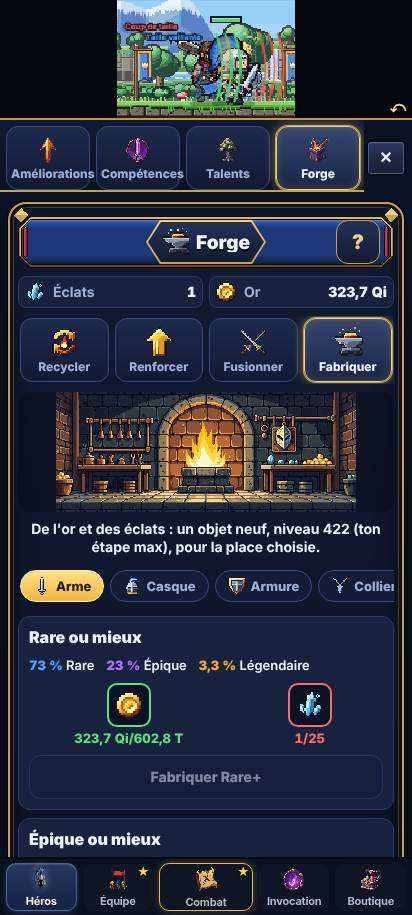 Coup de taille
Taille vaillante
Améliorations
Compétences
Talents
Forge
×
Forge
?
Éclats
1
Or
323,7 Qi
Recycler
Renforcer
Fusionner
Fabriquer
De l'or et des éclats : un objet neuf, niveau 422 (ton
étape max), pour la place choisie.
Arme
Casque
Armure
Collier
Rare ou mieux
73 % Rare 23 % Épique 3,3 % Légendaire
323,7 Qi/602,8 T
1/25
Fabriquer Rare+
Épique ou mieux
Héros
Équipe
Combat
Invocation
Boutique